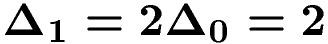 Δ₁ = 2Δ₀ = 2